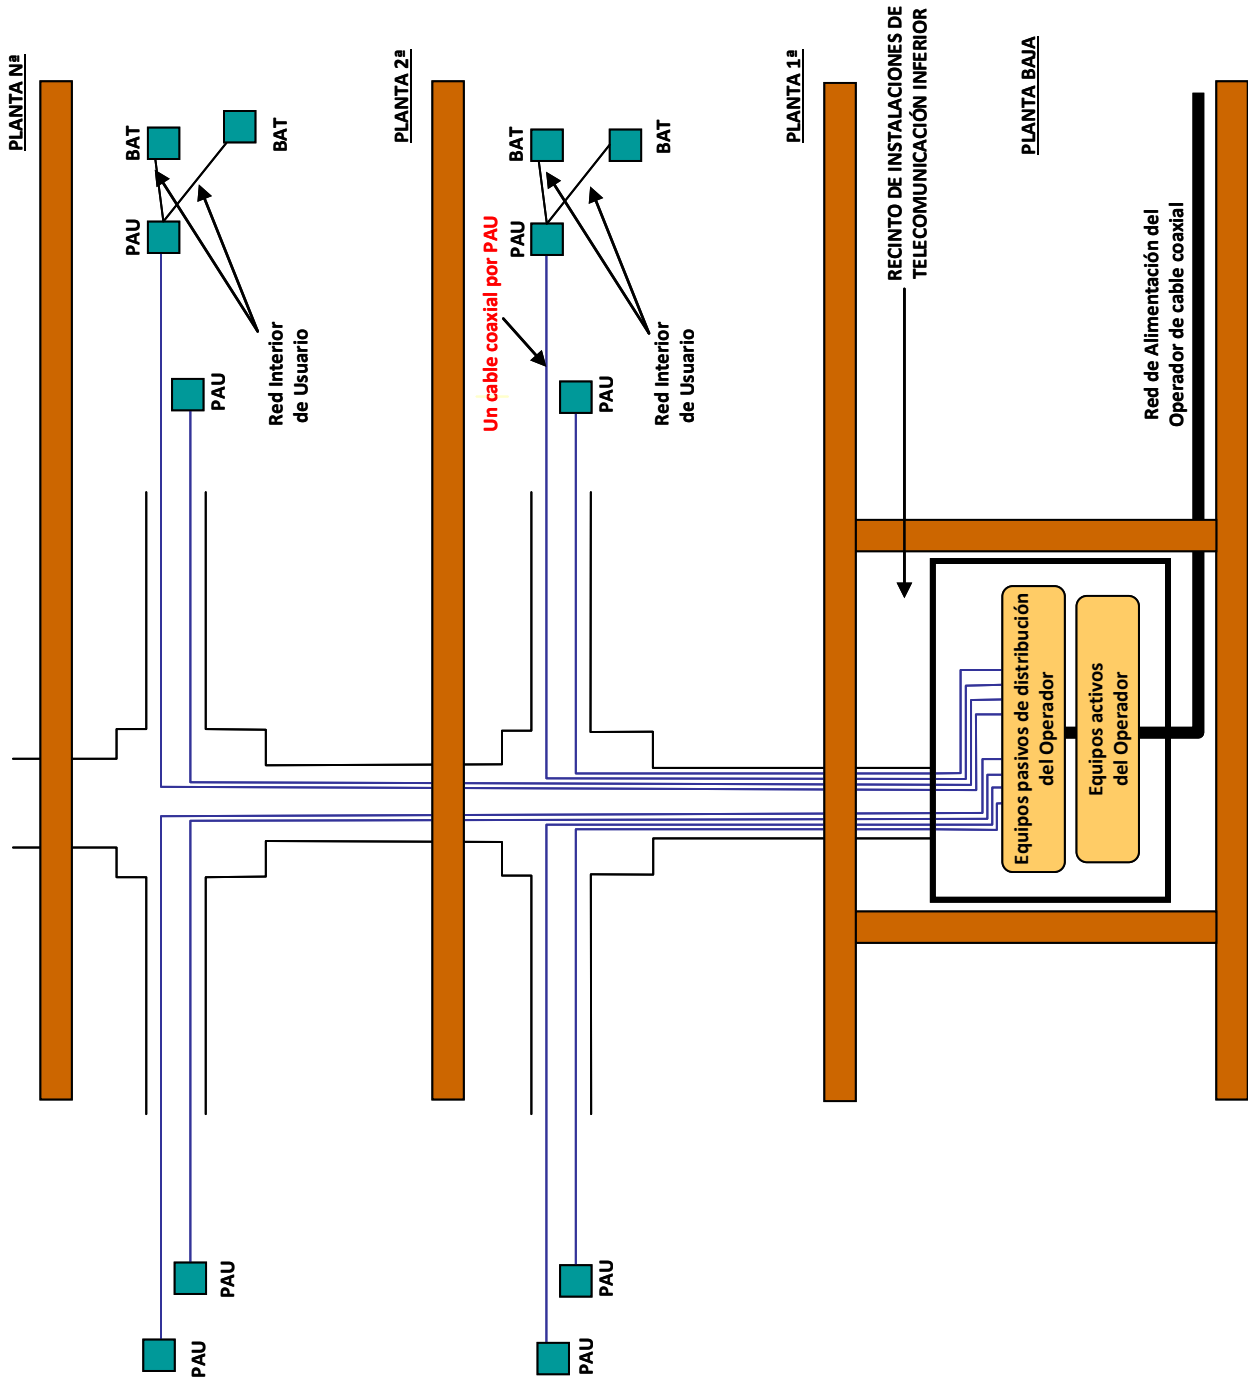 PLANTA Nª
BAT
BAT
PAU
PAU
Red Interior
de Usuario
PAU
PAU
PLANTA 2ª
BAT
BAT
PAU
Un cable coaxial por PAU
PAU
Red Interior
de Usuario
PAU
PAU
PLANTA 1ª
RECINTO DE INSTALACIONES DE
TELECOMUNICACIÓN INFERIOR
PLANTA BAJA
Red de Alimentación del
Operador de cable coaxial
Equipos pasivos de distribución
del Operador
Equipos activos
del Operador